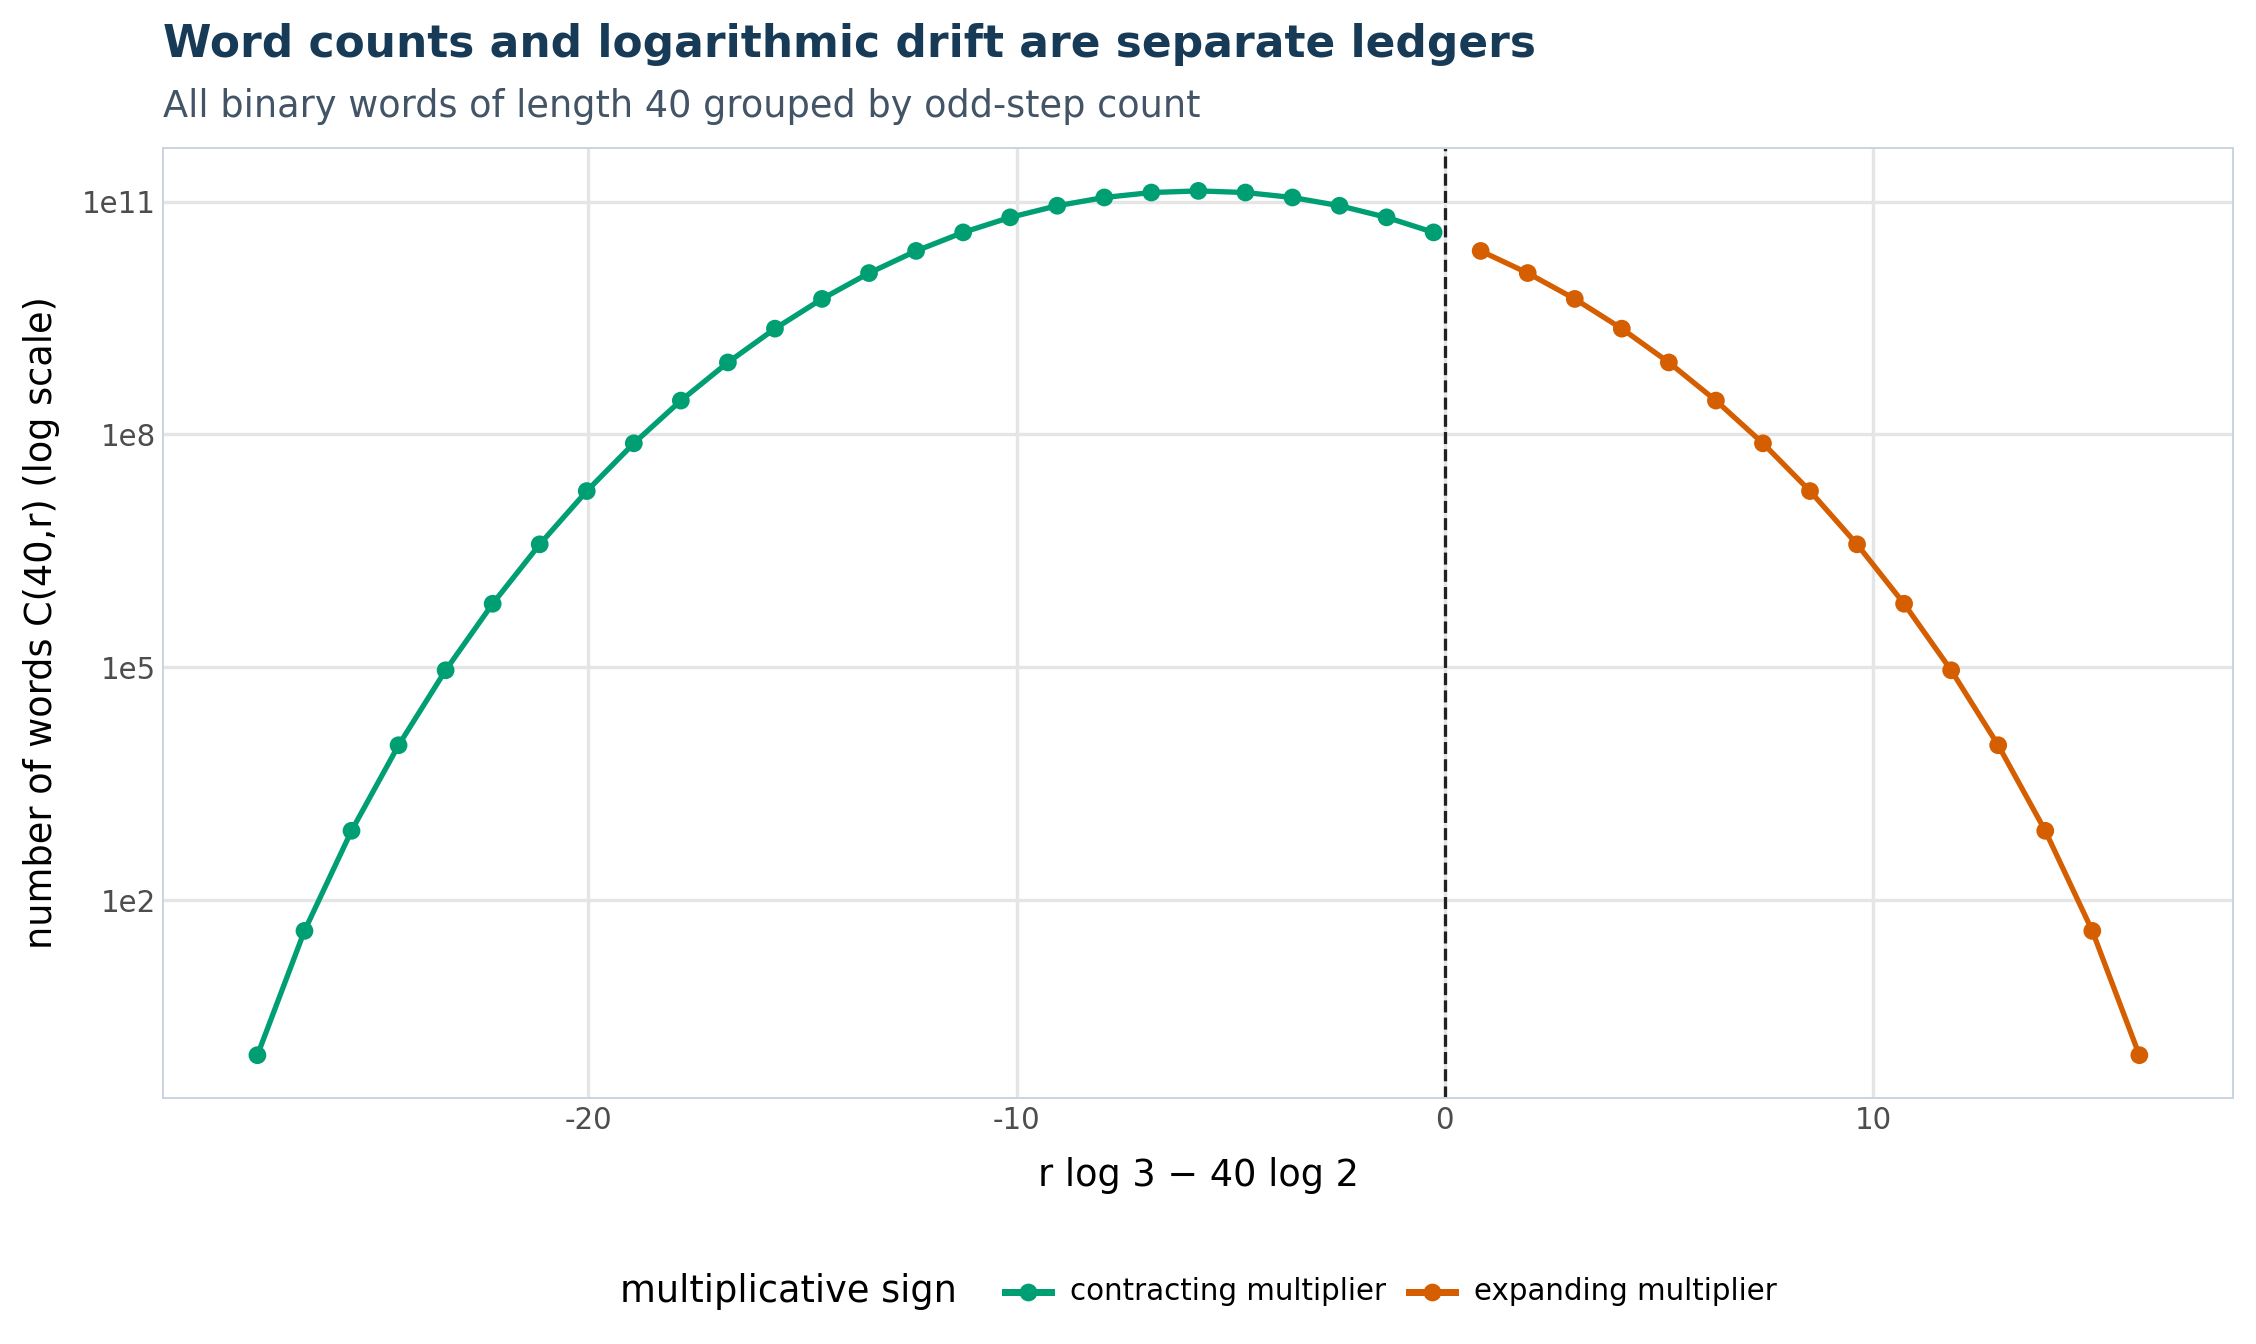 Word counts and logarithmic drift are separate ledgers
All binary words of length 40 grouped by odd-step count
number of words C(40,r) (log scale)
1e11
1e8
1e5
1e2
-20
-10
0
10
r log 3 − 40 log 2
multiplicative sign
contracting multiplier
expanding multiplier